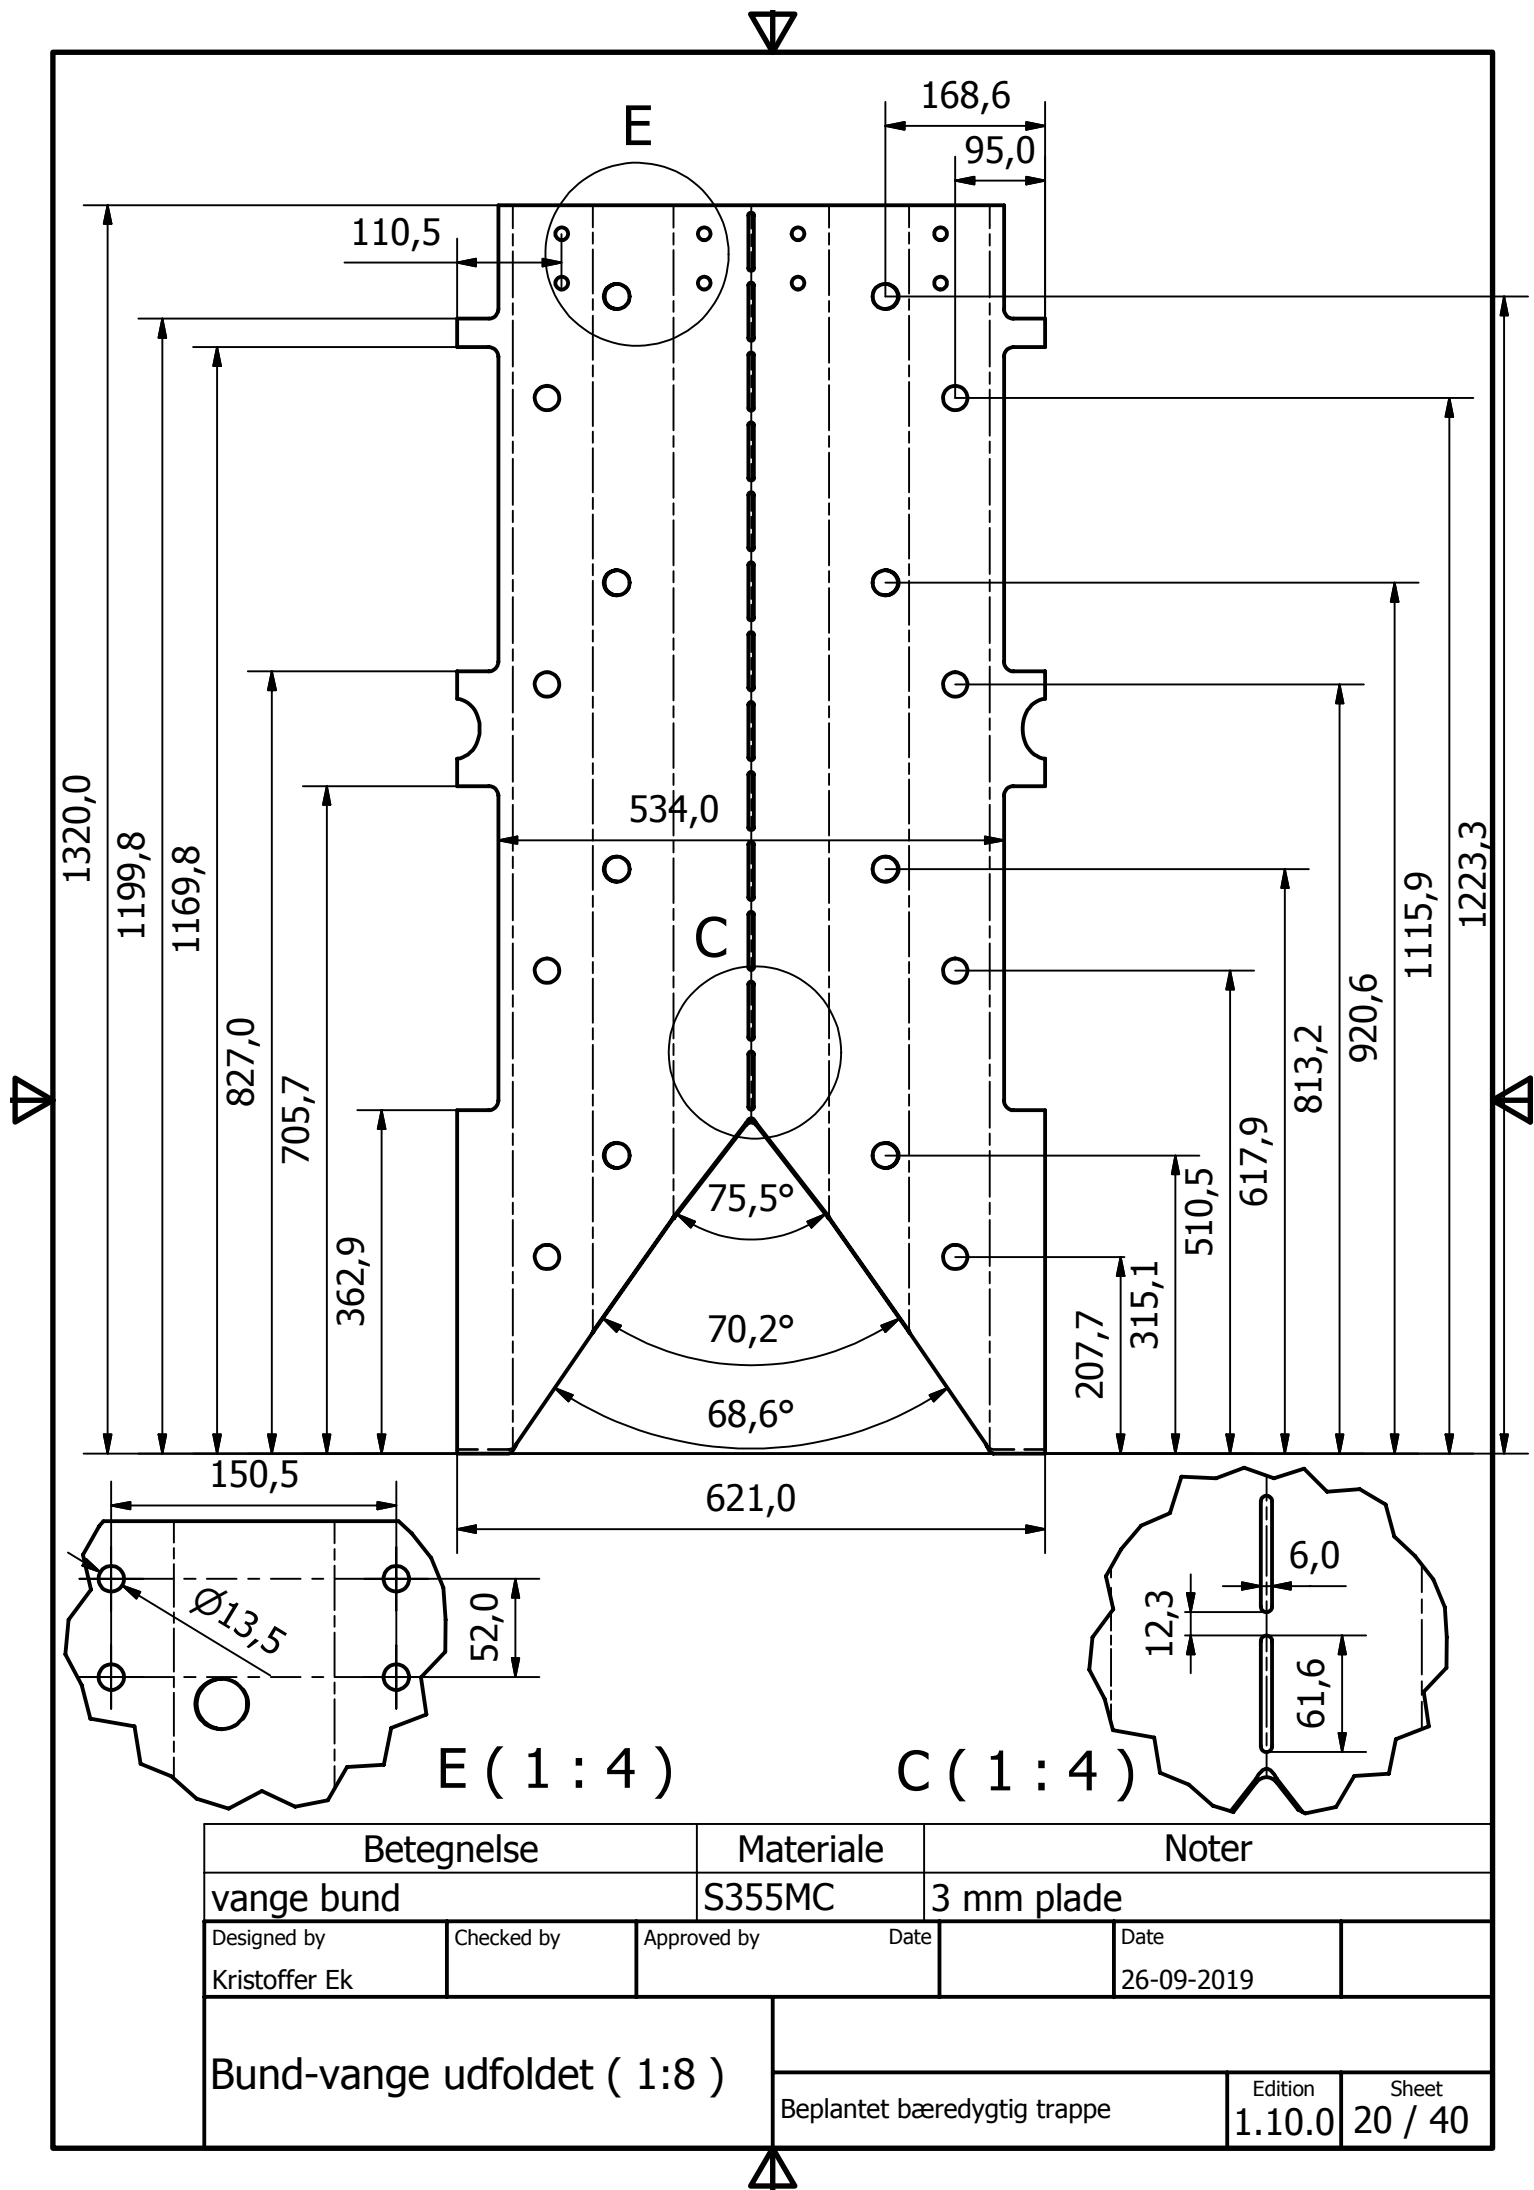 168,6
E
95,0
110,5
534,0
1320,0
1199,8
1169,8
827,0
705,7
362,9
C
1223,3
1115,9
920,6
813,2
617,9
510,5
315,1
207,7
75,5°
70,2°
68,6°
150,5
621,0
Ø13,5
52,0
6,0
12,3
61,6
E ( 1 : 4 )
C ( 1 : 4 )
Betegnelse Materiale Noter
vange bund S355MC 3 mm plade
Designed by Checked by Approved by Date Date
Kristoffer Ek 26-09-2019
Bund-vange udfoldet ( 1:8 )
Beplantet bæredygtig trappe
Edition
1.10.0
Sheet
20 / 40